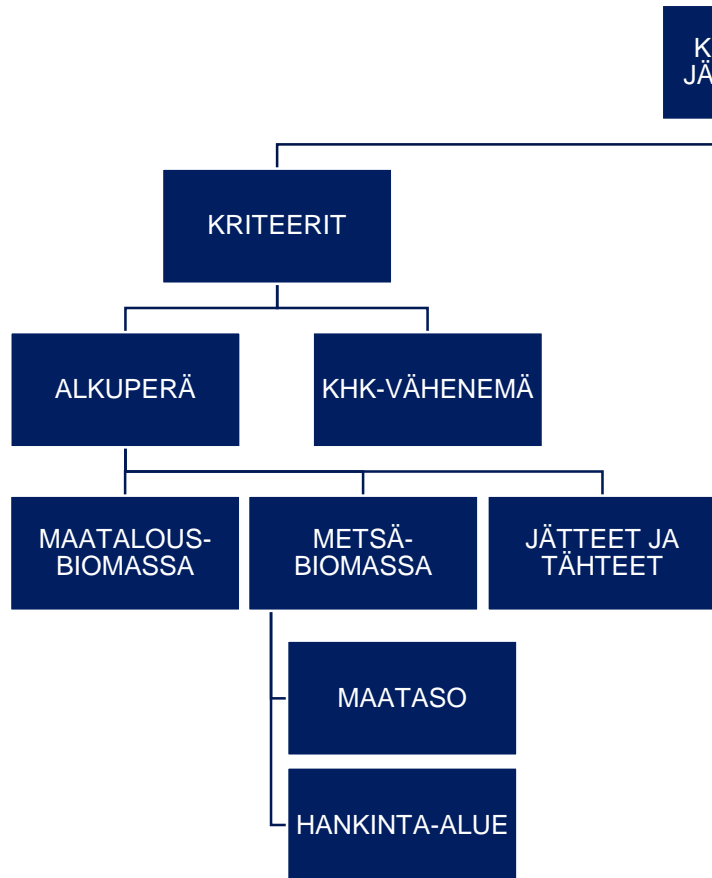 KRITEERIT
ALKUPERÄ
KHK-VÄHENEMÄ
MAATALOUS-
BIOMASSA
METSÄ-
BIOMASSA
JÄTTEET JA
TÄHTEET
MAATASO
HANKINTA-ALUE